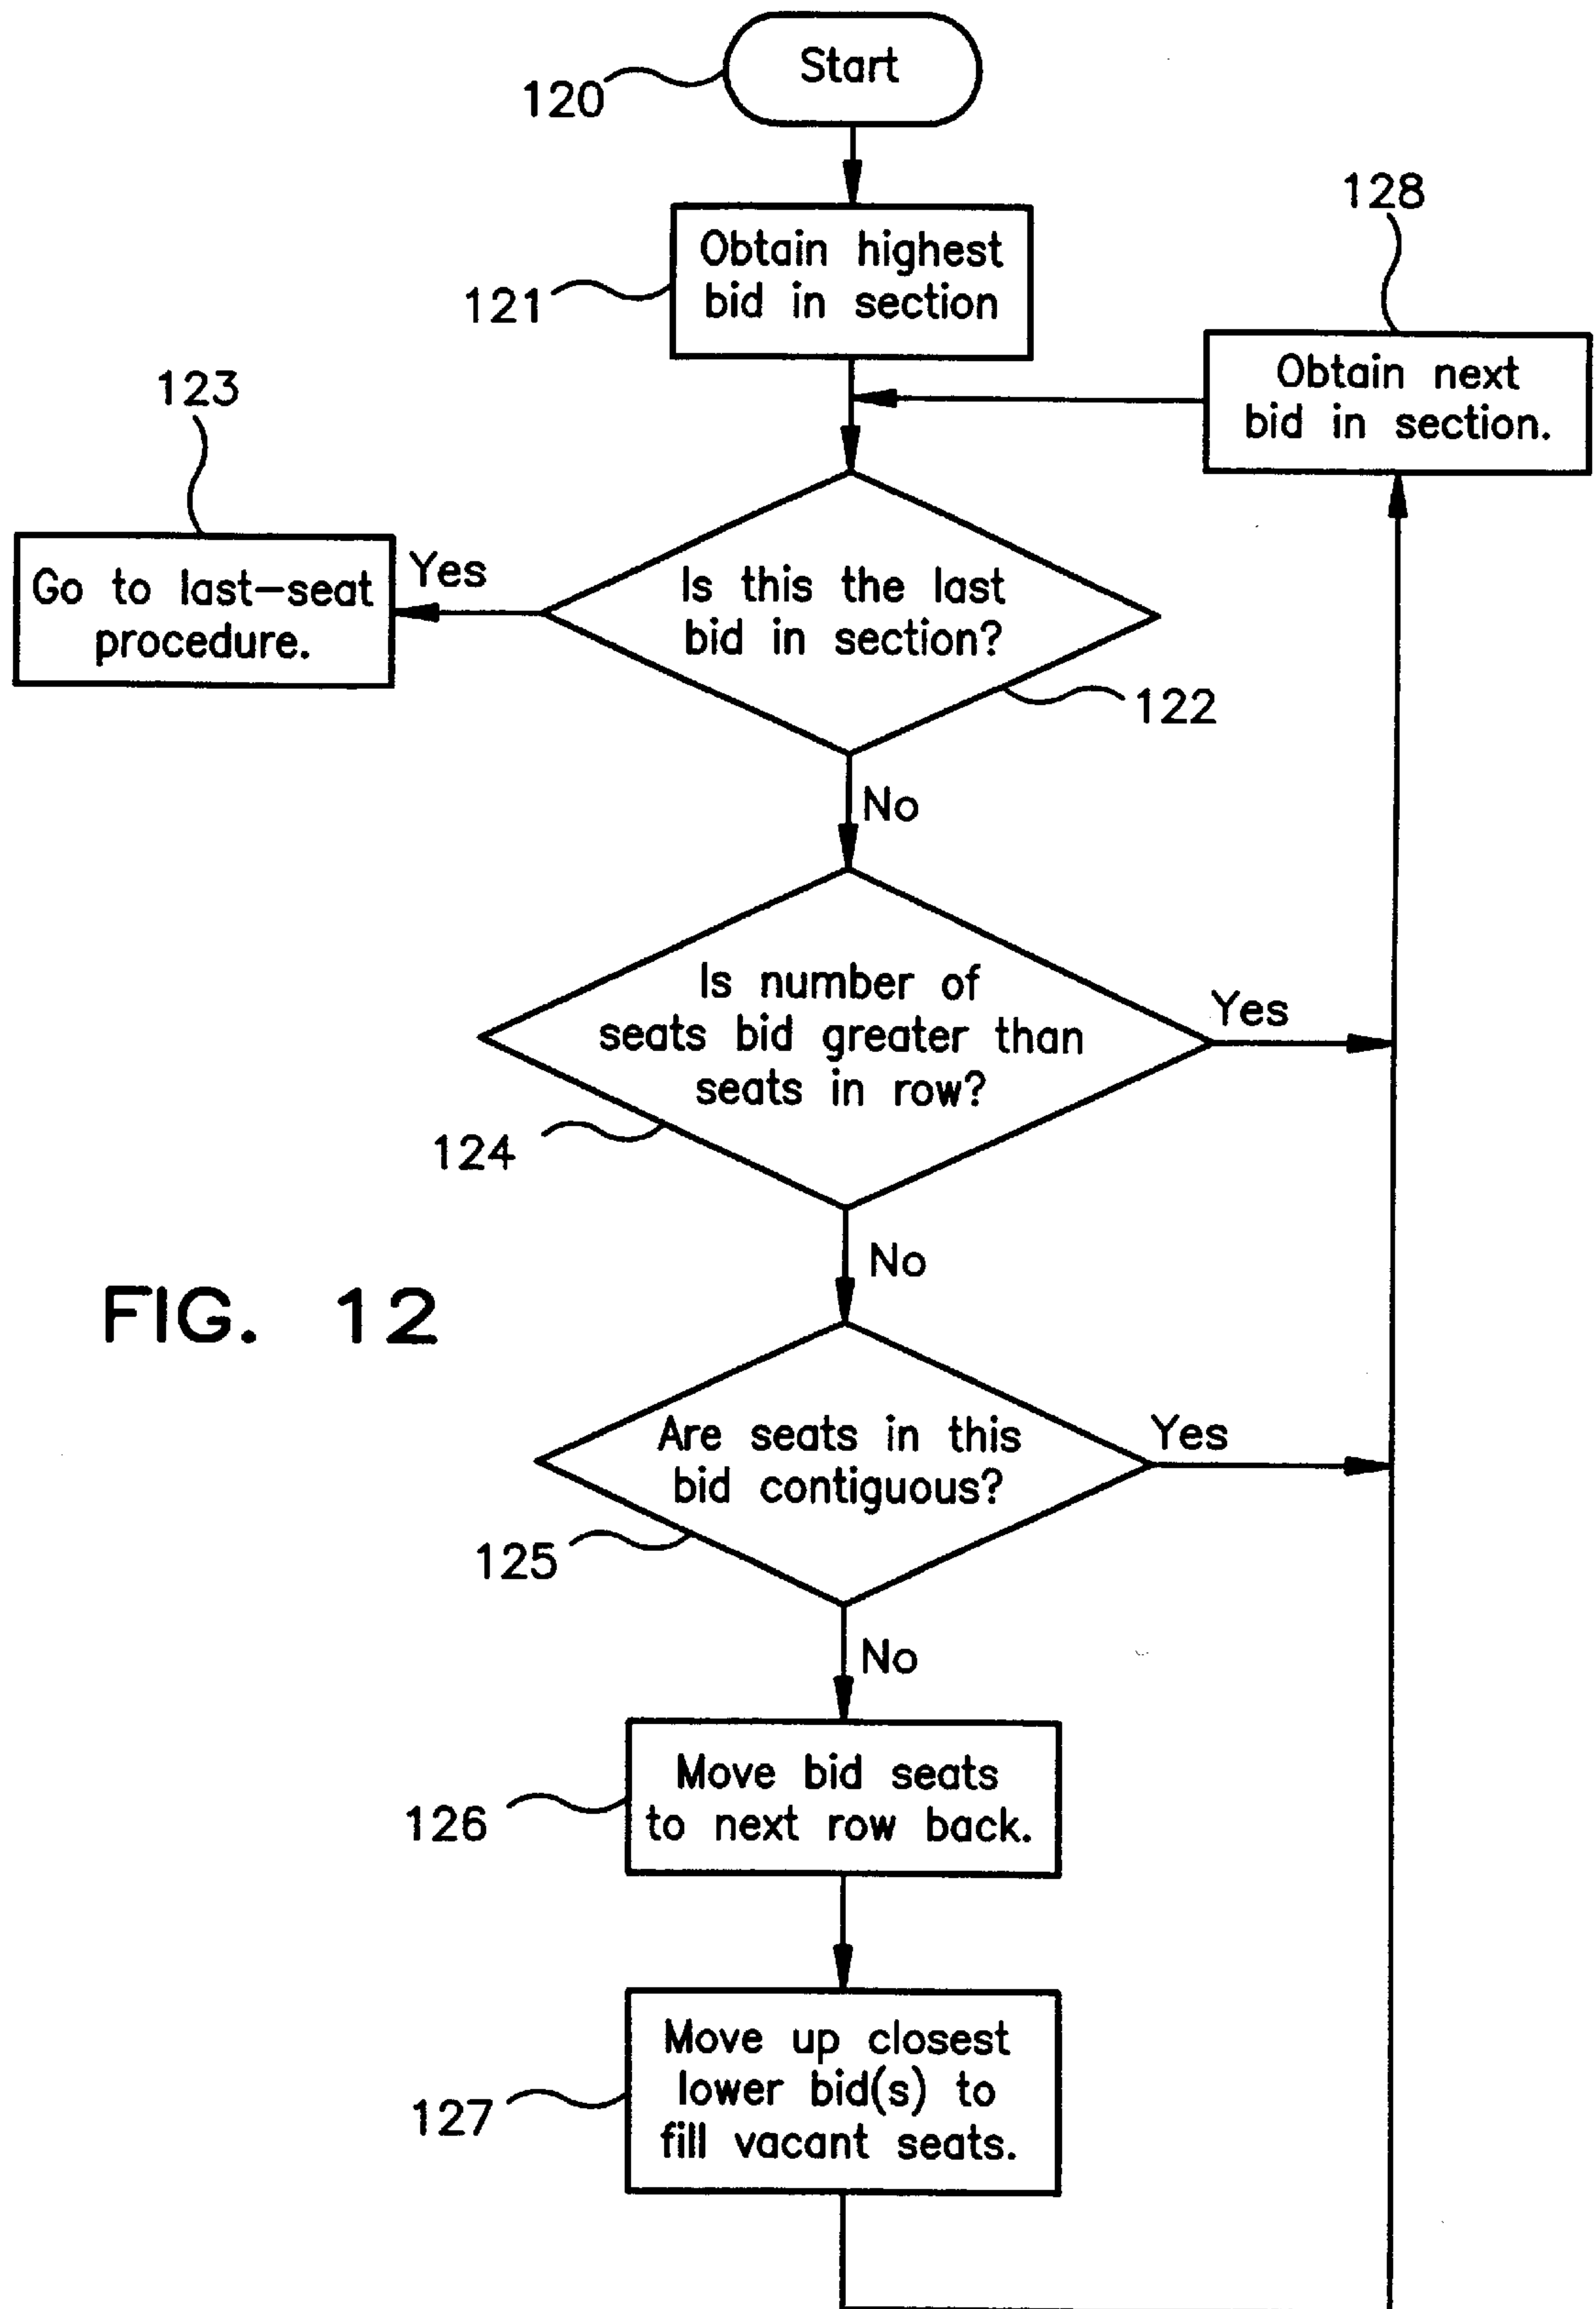 Start
120
128
Obtain highest
bid in section
121
Obtain next
bid in section.
123
Go to last-seat
procedure.
Yes
Is this the last
bid in section?
122
No
Is number of
seats bid greater than
seats in row?
Yes
124
No
FIG. 12
Are seats in this
bid contiguous?
Yes
125
No
Move bid seats
to next row back.
126
Move up closest
lower bid(s) to
fill vacant seats.
127